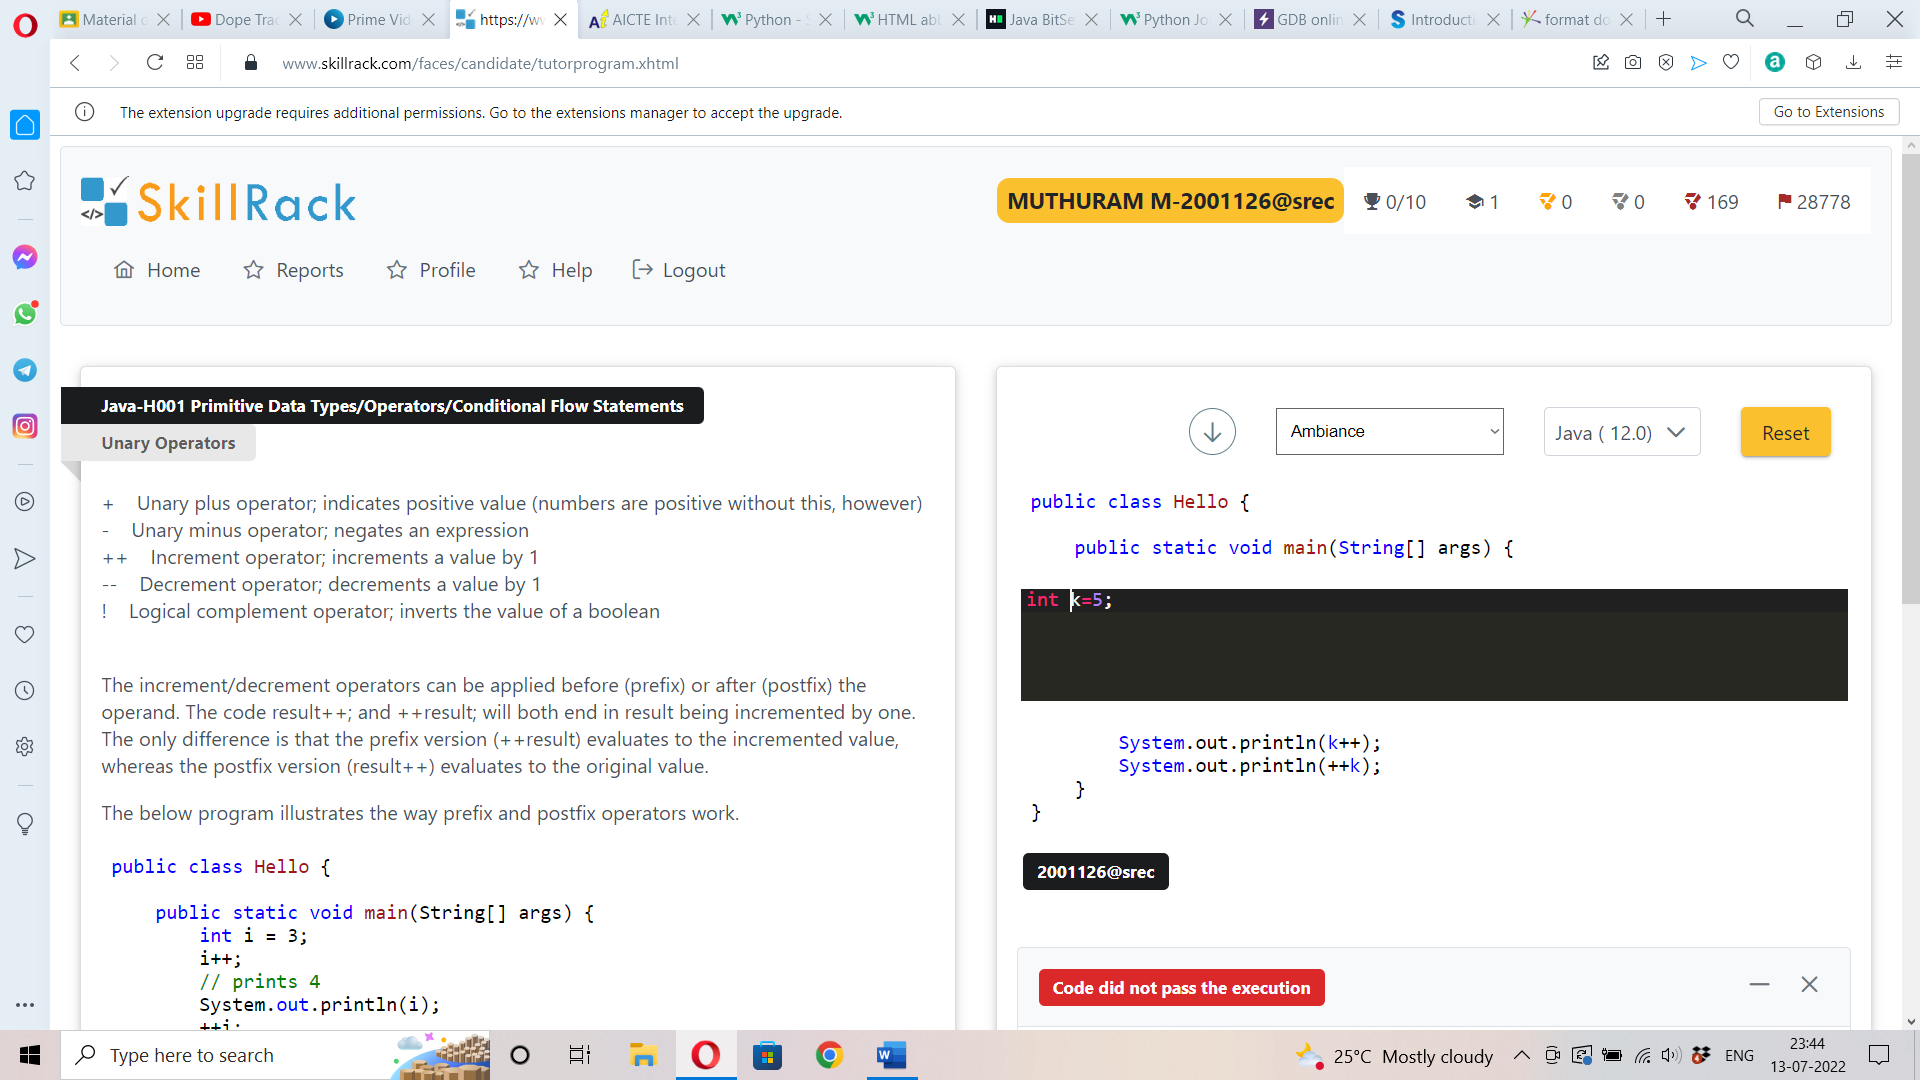 Material
Dope Trac
Prime Vid
https://ww
AICTE Inte
Python -
HTML abb
Java BitSe
Python Jo
GDB onlin
Introducti
format do
www.skillrack.com/faces/candidate/tutorprogram.xhtml
The extension upgrade requires additional permissions. Go to the extensions manager to accept the upgrade.
Go to Extensions
SkillRack
MUTHURAM M-2001126@srec
0/10
1
0
0
169
28778
Home
Reports
Profile
Help
Logout
Java-H001 Primitive Data Types/Operators/Conditional Flow Statements
Unary Operators
+ Unary plus operator; indicates positive value (numbers are positive without this, however)
- Unary minus operator; negates an expression
++ Increment operator; increments a value by 1
-- Decrement operator; decrements a value by 1
! Logical complement operator; inverts the value of a boolean
The increment/decrement operators can be applied before (prefix) or after (postfix) the
operand. The code result++; and ++result; will both end in result being incremented by one.
The only difference is that the prefix version (++result) evaluates to the incremented value,
whereas the postfix version (result++) evaluates to the original value.
The below program illustrates the way prefix and postfix operators work.
public class Hello {
public static void main(String[] args) {
int i = 3;
i++;
// prints 4
System.out.println(i);
++i;
Ambiance
Java ( 12.0)
Reset
public class Hello {
public static void main(String[] args) {
int k=5;
System.out.println(k++);
System.out.println(++k);
}
}
2001126@srec
Code did not pass the execution
Type here to search
25°C Mostly cloudy
ENG
23:44
13-07-2022